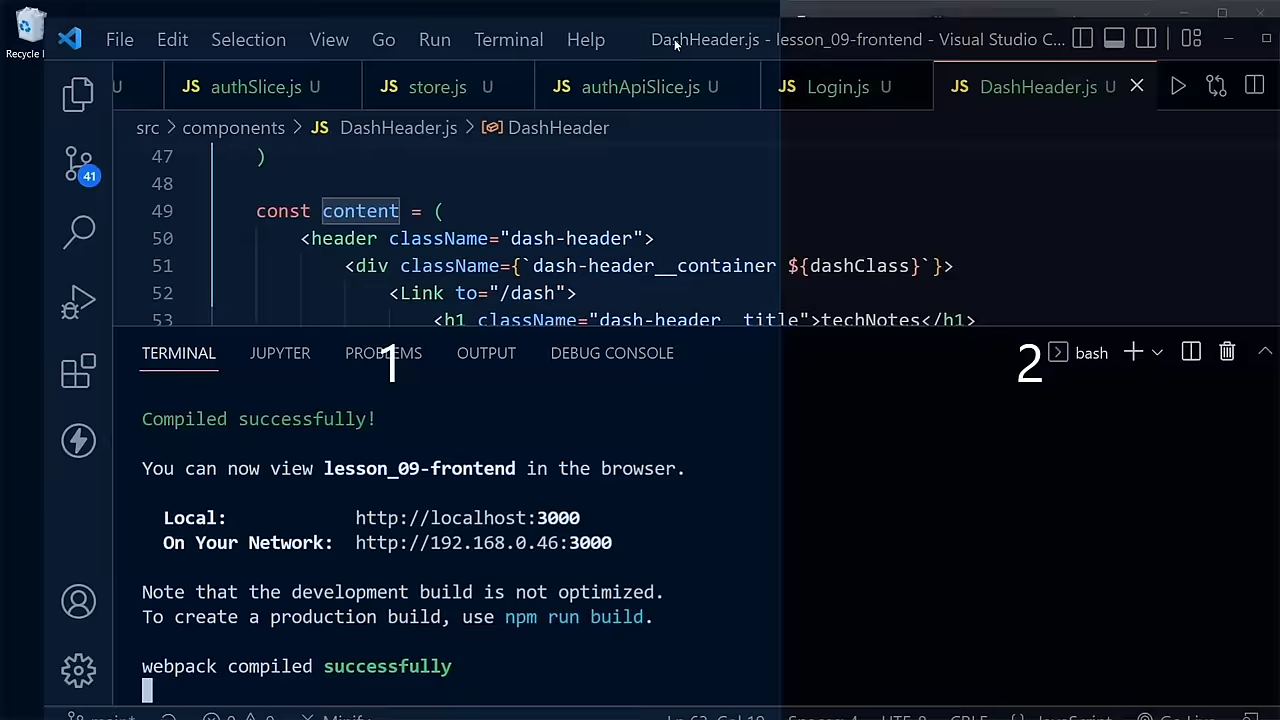 Recycle
File Edit Selection View Go Run Terminal Help DashHeader.js - lesson_09-frontend - Visual Studio C...
U JS authSlice.js U JS store.js U JS authApiSlice.js U JS Login.js U JS DashHeader.js U
src > components > JS DashHeader.js > DashHeader
41
47 )
48
49 const content = (
50 <header className="dash-header">
51 <div className={`dash-header__container ${dashClass}`}>
52 <Link to="/dash">
53 <h1 className="dash-header__title">techNotes</h1>
TERMINAL JUPYTER PROBLEMS OUTPUT DEBUG CONSOLE bash
1 2
Compiled successfully!
You can now view lesson_09-frontend in the browser.
Local: http://localhost:3000
On Your Network: http://192.168.0.46:3000
Note that the development build is not optimized.
To create a production build, use npm run build.
webpack compiled successfully